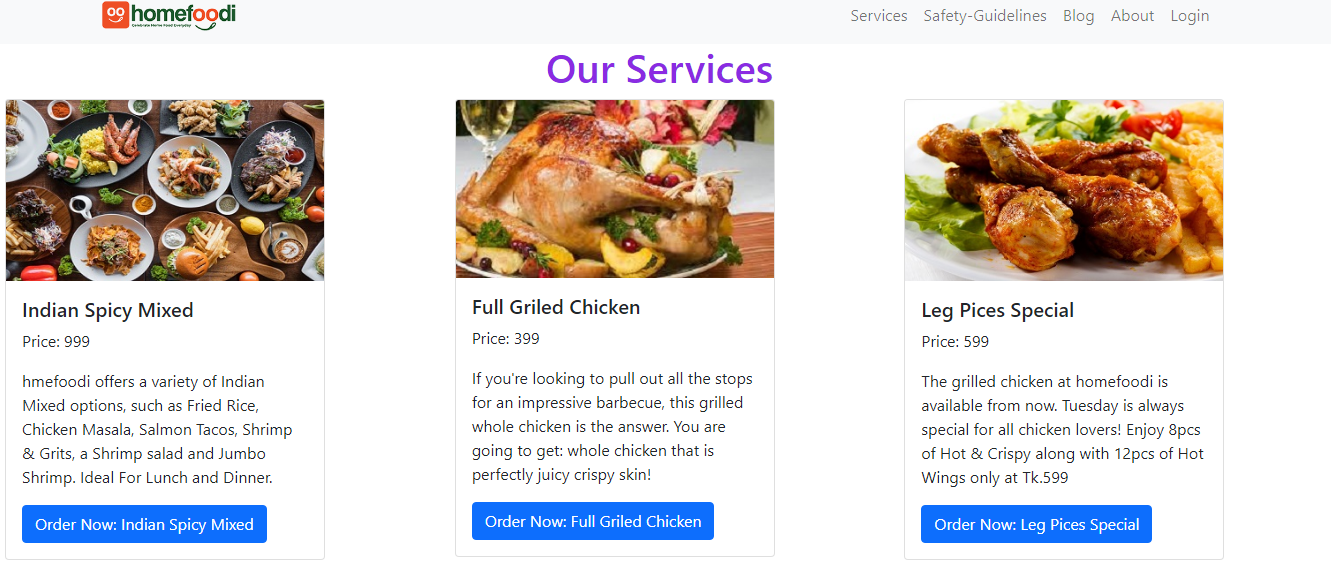 homefoodi
Celebrate Home Food Everyday
Services Safety-Guidelines Blog About Login
Our Services
Indian Spicy Mixed
Price: 999
hmefoodi offers a variety of Indian
Mixed options, such as Fried Rice,
Chicken Masala, Salmon Tacos, Shrimp
& Grits, a Shrimp salad and Jumbo
Shrimp. Ideal For Lunch and Dinner.
Order Now: Indian Spicy Mixed
Full Griled Chicken
Price: 399
If you're looking to pull out all the stops
for an impressive barbecue, this grilled
whole chicken is the answer. You are
going to get: whole chicken that is
perfectly juicy crispy skin!
Order Now: Full Griled Chicken
Leg Pices Special
Price: 599
The grilled chicken at homefoodi is
available from now. Tuesday is always
special for all chicken lovers! Enjoy 8pcs
of Hot & Crispy along with 12pcs of Hot
Wings only at Tk.599
Order Now: Leg Pices Special